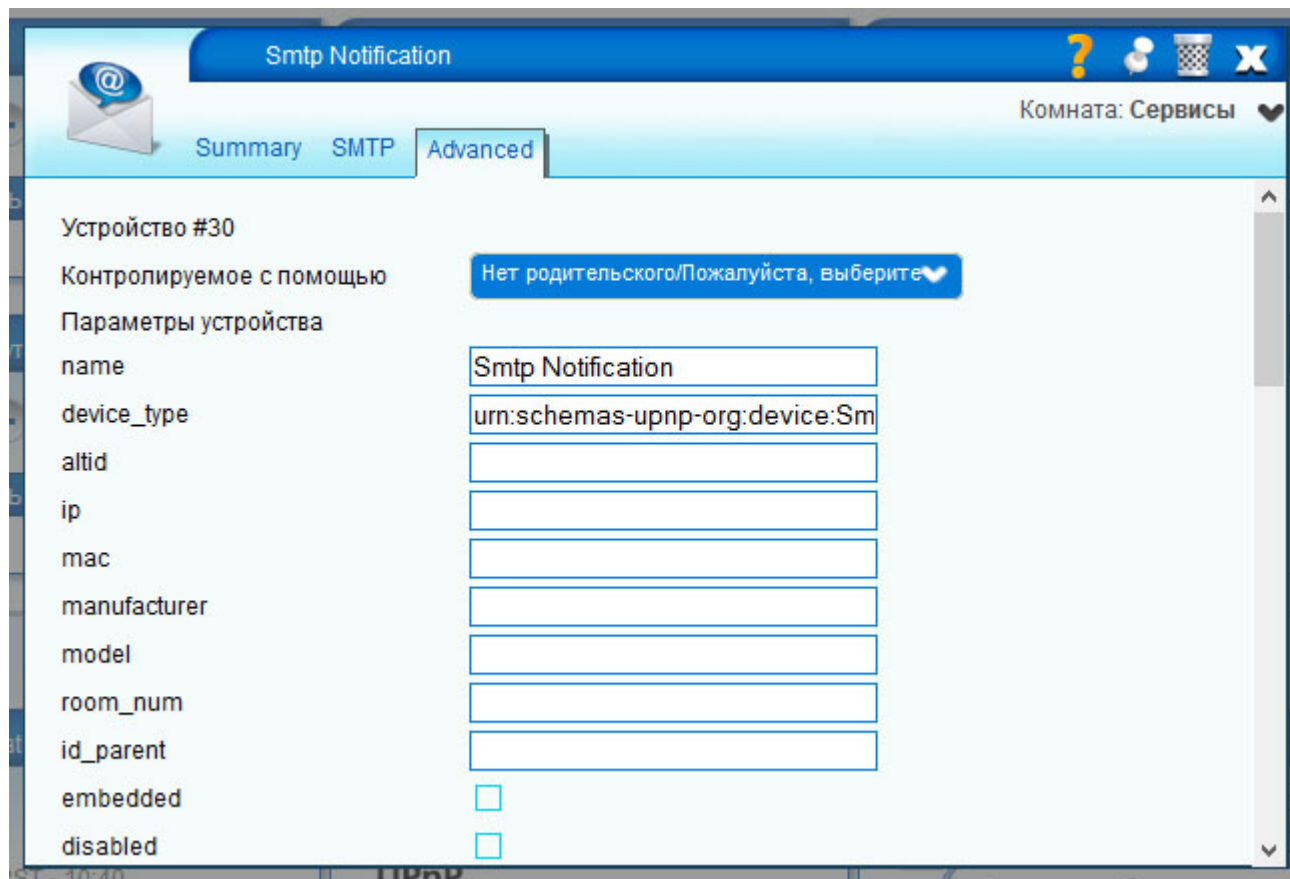 Smtp Notification
Комната: Сервисы
Summary SMTP Advanced
Устройство #30
Контролируемое с помощью Нет родительского/Пожалуйста, выберите
Параметры устройства
name Smtp Notification
device_type urn:schemas-upnp-org:device:Sm
altid
ip
mac
manufacturer
model
room_num
id_parent
embedded
disabled
UPnP